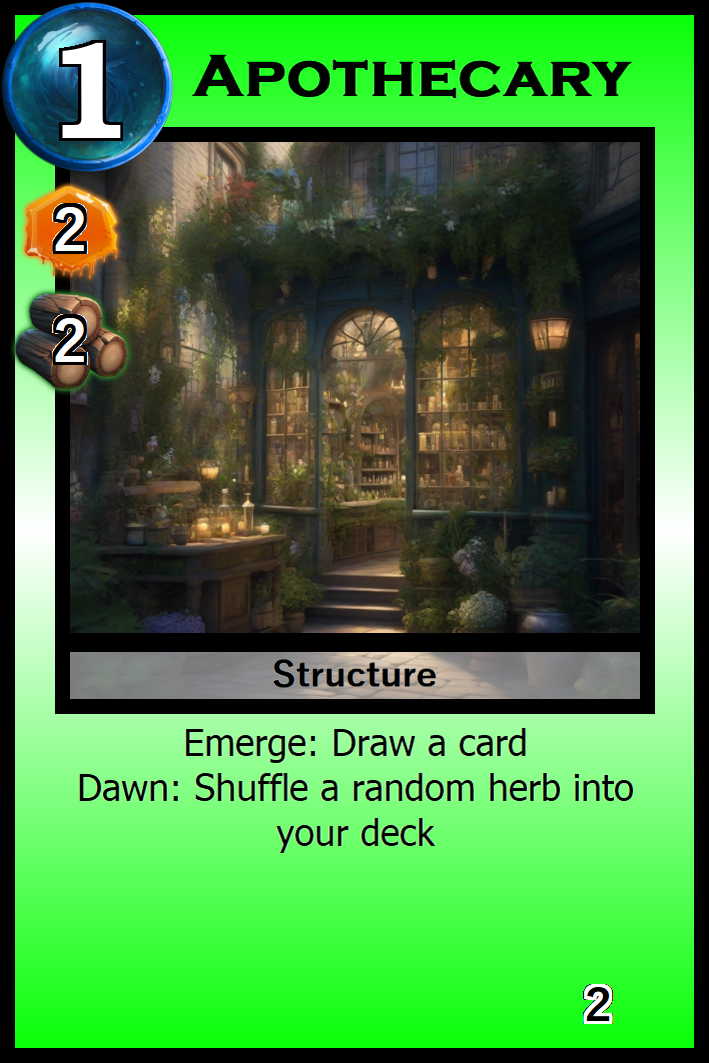 1
Apothecary
2
2
Structure
Emerge: Draw a card
Dawn: Shuffle a random herb into
your deck
2